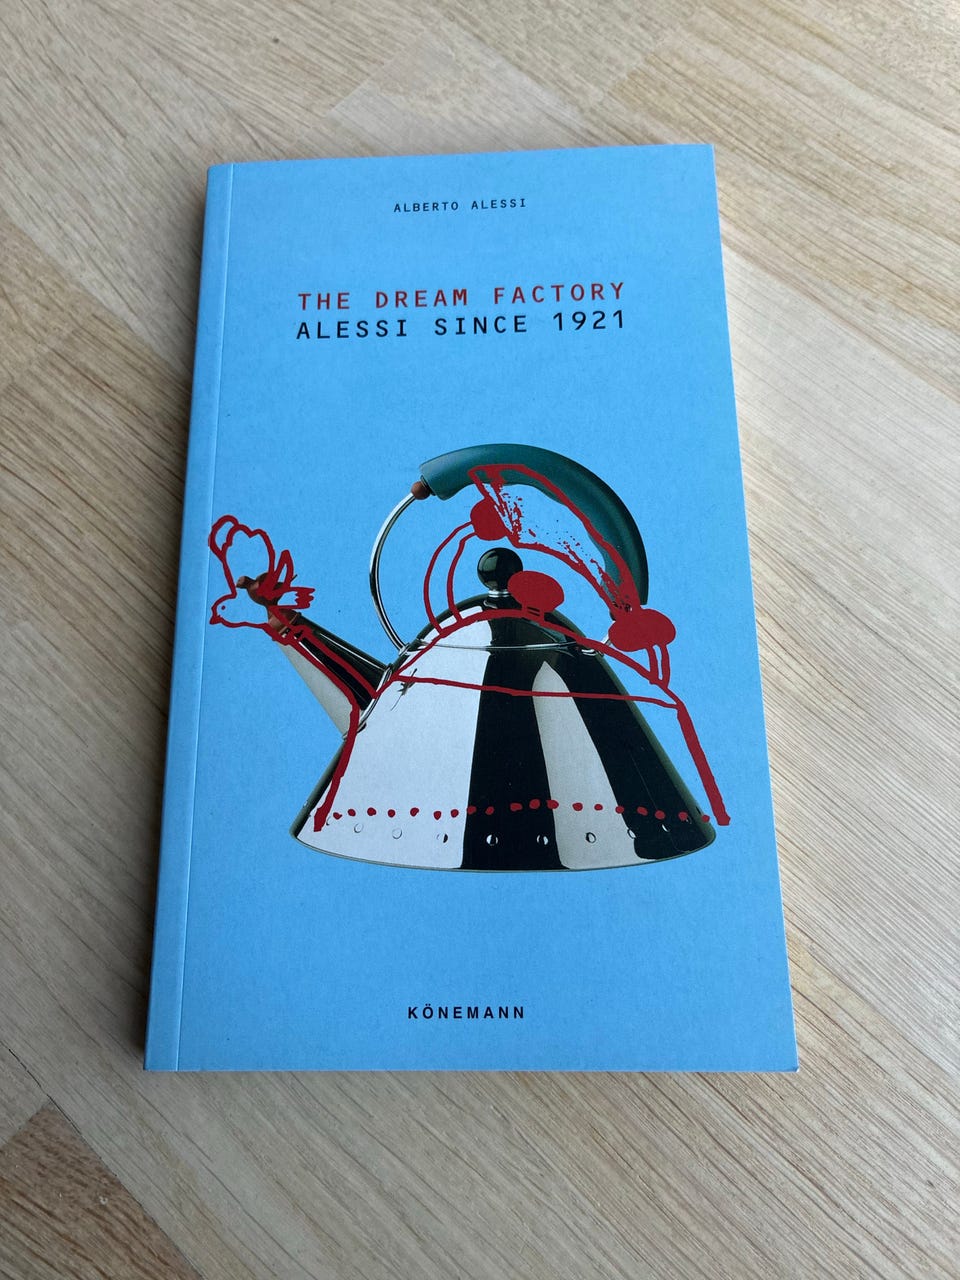 ALBERTO ALESSI
THE DREAM FACTORY
ALESSI SINCE 1921
KÖNEMANN